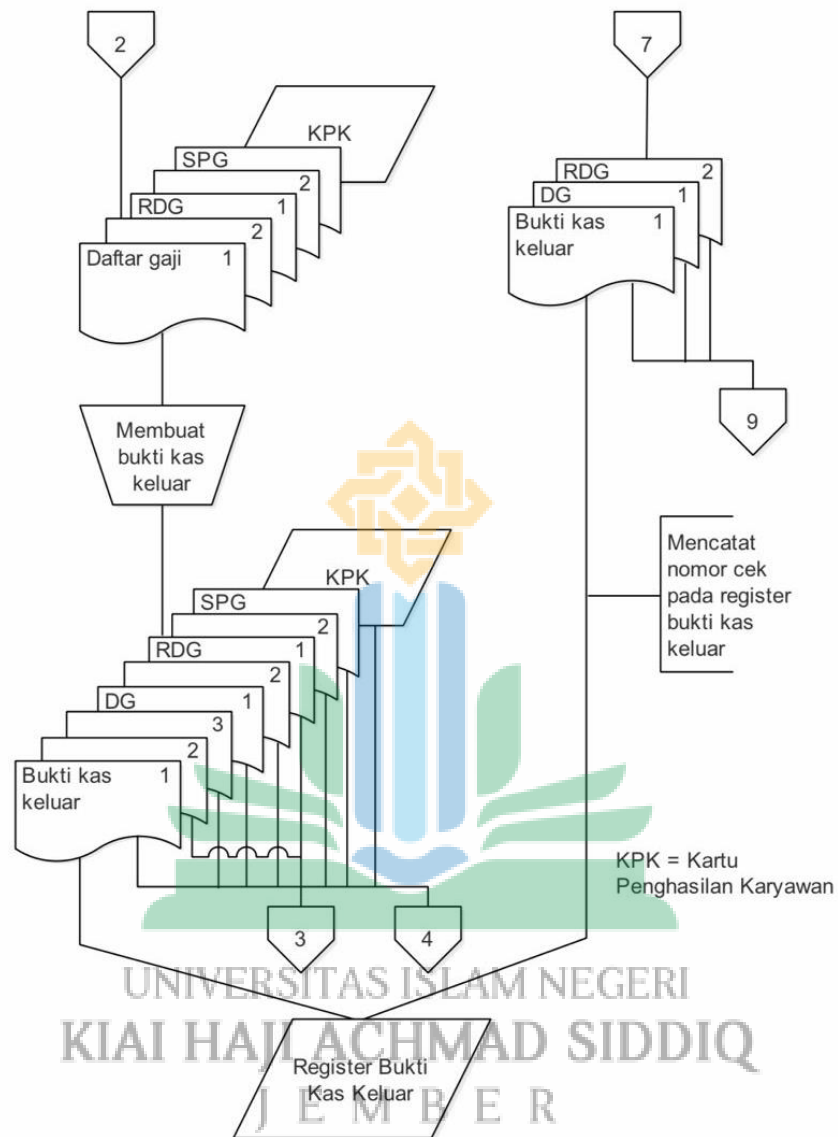 2
KPK
SPG
2
RDG 1
2
Daftar gaji 1
Membuat
bukti kas
keluar
KPK
SPG
2
RDG 1
2
DG 1
3
2
Bukti kas 1
keluar
3
4
7
RDG 2
DG 1
Bukti kas 1
keluar
9
Mencatat
nomor cek
pada register
bukti kas
keluar
KPK = Kartu
Penghasilan Karyawan
UNIVERSITAS ISLAM NEGERI
KIAI HAJI ACHMAD SIDDIQ
JEMBER
Register Bukti
Kas Keluar